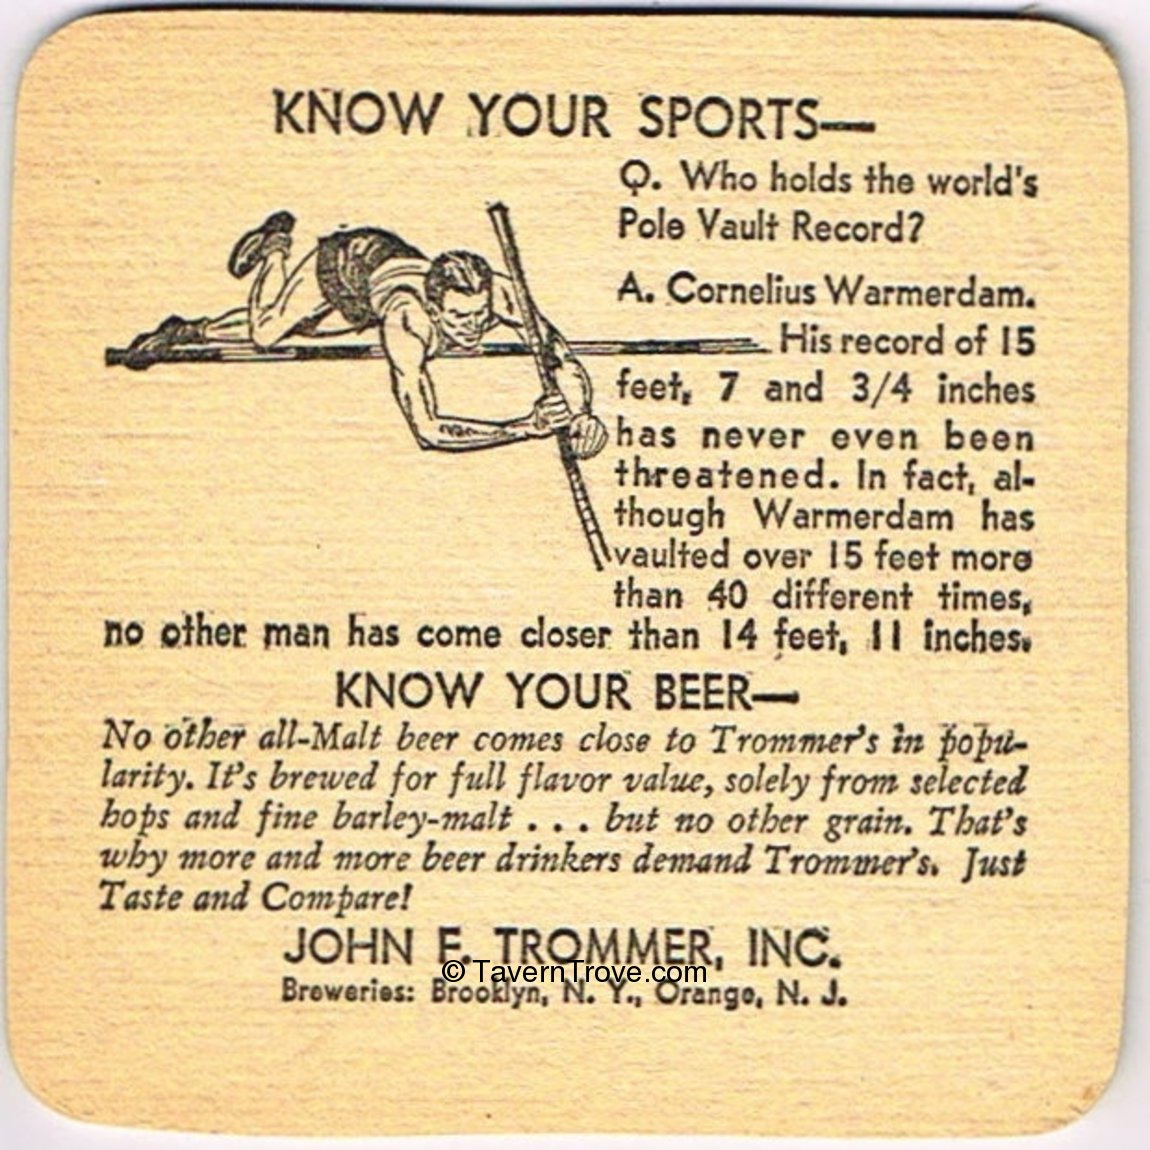 KNOW YOUR SPORTS—
Q. Who holds the world's
Pole Vault Record?
A. Cornelius Warmerdam.
His record of 15
feet, 7 and 3/4 inches
has never even been
threatened. In fact, al-
though Warmerdam has
vaulted over 15 feet more
than 40 different times,
no other man has come closer than 14 feet, 11 inches.
KNOW YOUR BEER—
No other all-Malt beer comes close to Trommer's in popu-
larity. It's brewed for full flavor value, solely from selected
hops and fine barley-malt . . . but no other grain. That's
why more and more beer drinkers demand Trommer's. Just
Taste and Compare!
JOHN F. TROMMER, INC.
© TavernTrove.com
Breweries: Brooklyn, N. Y., Orange, N. J.